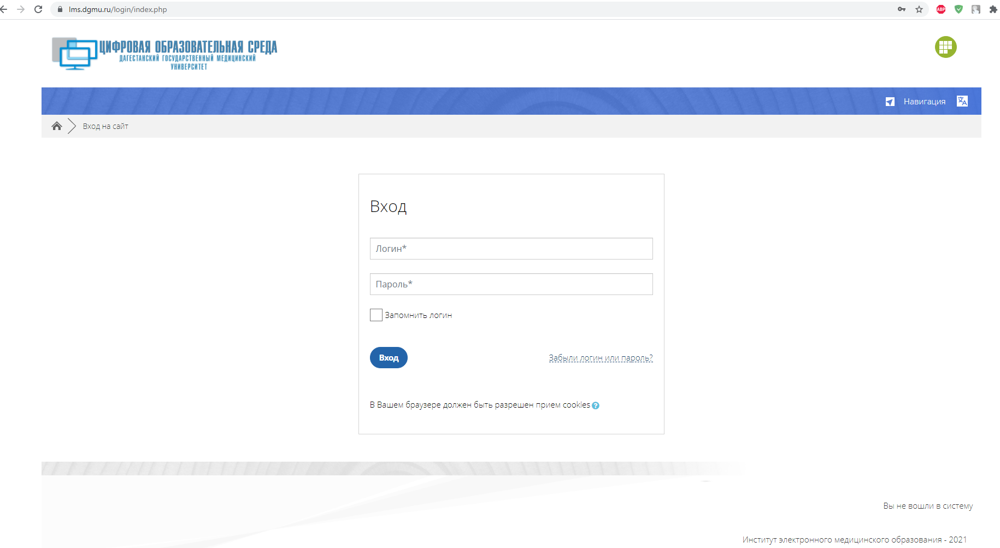 lms.dgmu.ru/login/index.php
ABP
ЦИФРОВАЯ ОБРАЗОВАТЕЛЬНАЯ СРЕДА
ДАГЕСТАНСКИЙ ГОСУДАРСТВЕННЫЙ МЕДИЦИНСКИЙ
УНИВЕРСИТЕТ
Навигация
Вход на сайт
Вход
Логин*
Пароль*
Запомнить логин
Вход
Забыли логин или пароль?
В Вашем браузере должен быть разрешен прием cookies ?
Вы не вошли в систему
Институт электронного медицинского образования - 2021